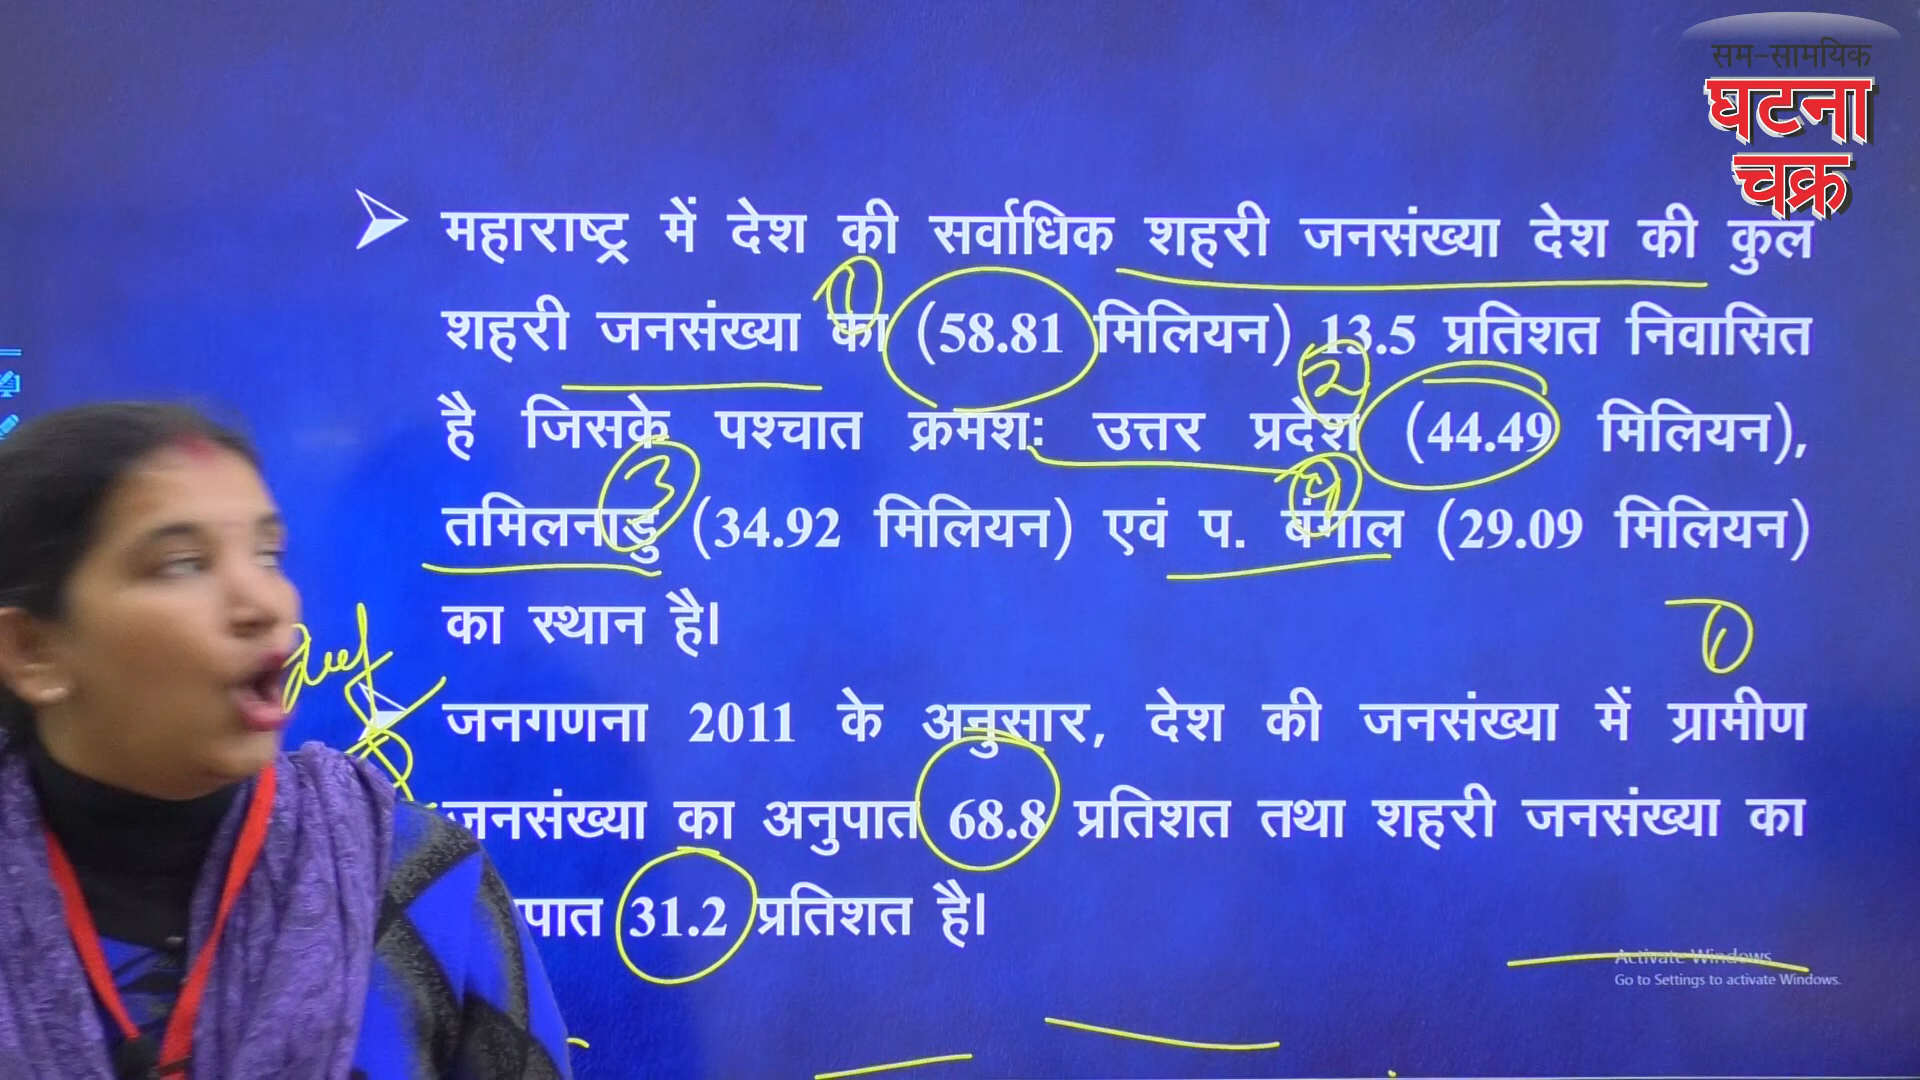 सम-सामयिक
घटना
चक्र
महाराष्ट्र में देश की सर्वाधिक शहरी जनसंख्या देश की कुल
शहरी जनसंख्या का (58.81 मिलियन) 13.5 प्रतिशत निवासित
है जिसके पश्चात क्रमशः उत्तर प्रदेश (44.49 मिलियन),
तमिलनाडु (34.92 मिलियन) एवं प. बंगाल (29.09 मिलियन)
का स्थान है।
जनगणना 2011 के अनुसार, देश की जनसंख्या में ग्रामीण
जनसंख्या का अनुपात 68.8 प्रतिशत तथा शहरी जनसंख्या का
पात 31.2 प्रतिशत है।
1
2
3
Activate Windows
Go to Settings to activate Windows.